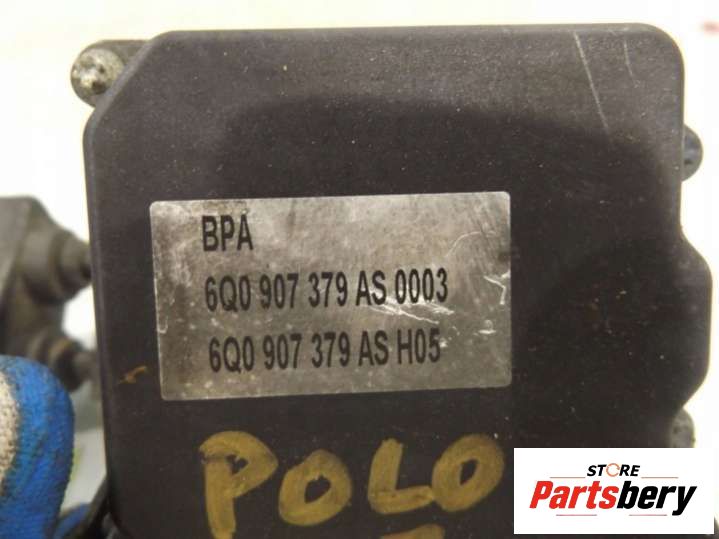 BPA
6Q0 907 379 AS 0003
6Q0 907 379 AS H05
POLO
STORE
Partsbery